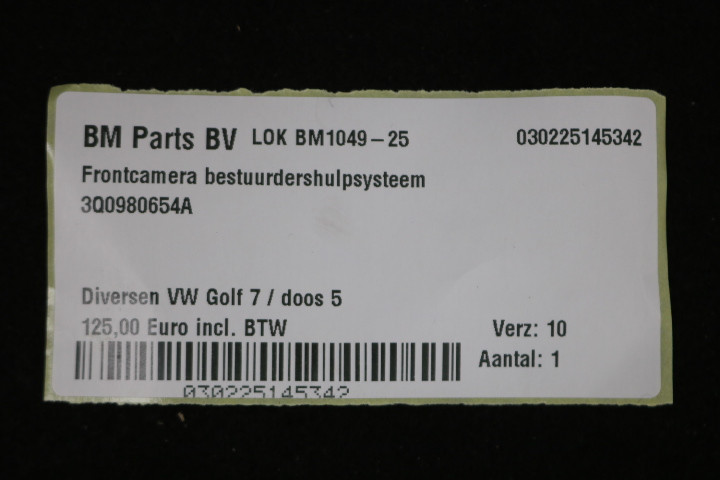 BM Parts BV LOK BM1049-25 030225145342
Frontcamera bestuurdershulpsysteem
3Q0980654A
Diversen VW Golf 7 / doos 5
125,00 Euro incl. BTW Verz: 10
Aantal: 1
030225145342